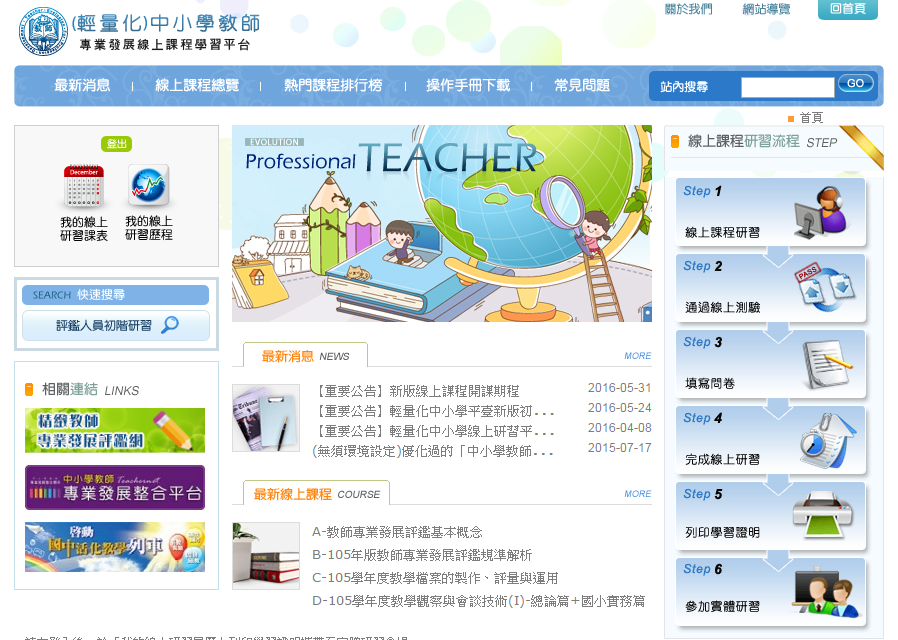 (輕量化)中小學教師
專業發展線上課程學習平台
關於我們
網站導覽
回首頁
最新消息
線上課程總覽
熱門課程排行榜
操作手冊下載
常見問題
站內搜尋
GO
首頁
登出
December
我的線上
研習課表
我的線上
研習歷程
SEARCH 快速搜尋
評鑑人員初階研習
相關連結 LINKS
精緻教師
專業發展評鑑網
中小學教師
專業發展整合平台
啓動
國中活化教學列車
EVOLUTION
Professional TEACHER
最新消息 NEWS
MORE
【重要公告】新版線上課程開課期程 2016-05-31
【重要公告】輕量化中小學平臺新版初... 2016-05-24
【重要公告】輕量化中小學線上研習平... 2016-04-08
(無須環境設定)優化過的「中小學教師... 2015-07-17
最新線上課程 COURSE
MORE
A-教師專業發展評鑑基本概念
B-105年版教師專業發展評鑑規準解析
C-105學年度教學檔案的製作、評量與運用
D-105學年度教學觀察與會談技術(I)-總論篇+國小實務篇
線上課程研習流程 STEP
Step 1
線上課程研習
Step 2
PASS
通過線上測驗
Step 3
填寫問卷
Step 4
完成線上研習
Step 5
列印學習證明
Step 6
參加實體研習